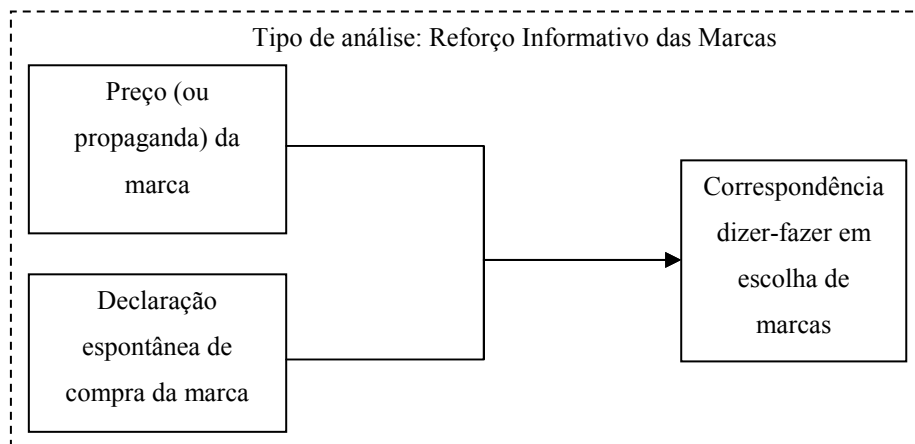 Tipo de análise: Reforço Informativo das Marcas
Preço (ou
propaganda) da
marca
Declaração
espontânea de
compra da marca
Correspondência
dizer-fazer em
escolha de
marcas